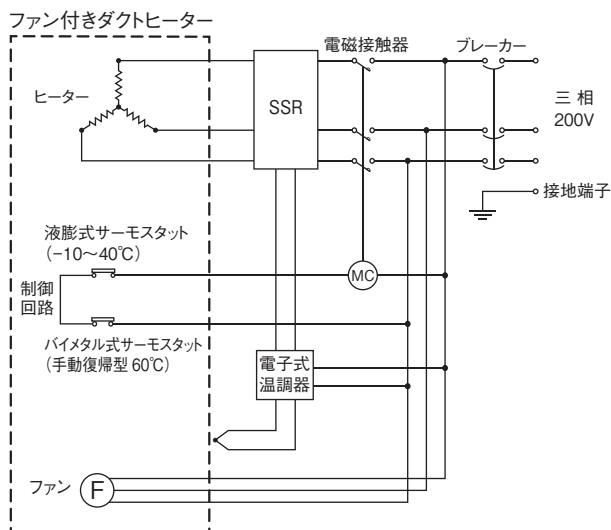 ファン付きダクトヒーター
電磁接触器
ブレーカー
ヒーター
SSR
三 相
200V
接地端子
液膨式サーモスタット
(−10〜40℃)
MC
制御
回路
バイメタル式サーモスタット
(手動復帰型 60℃)
電子式
温調器
ファン
F